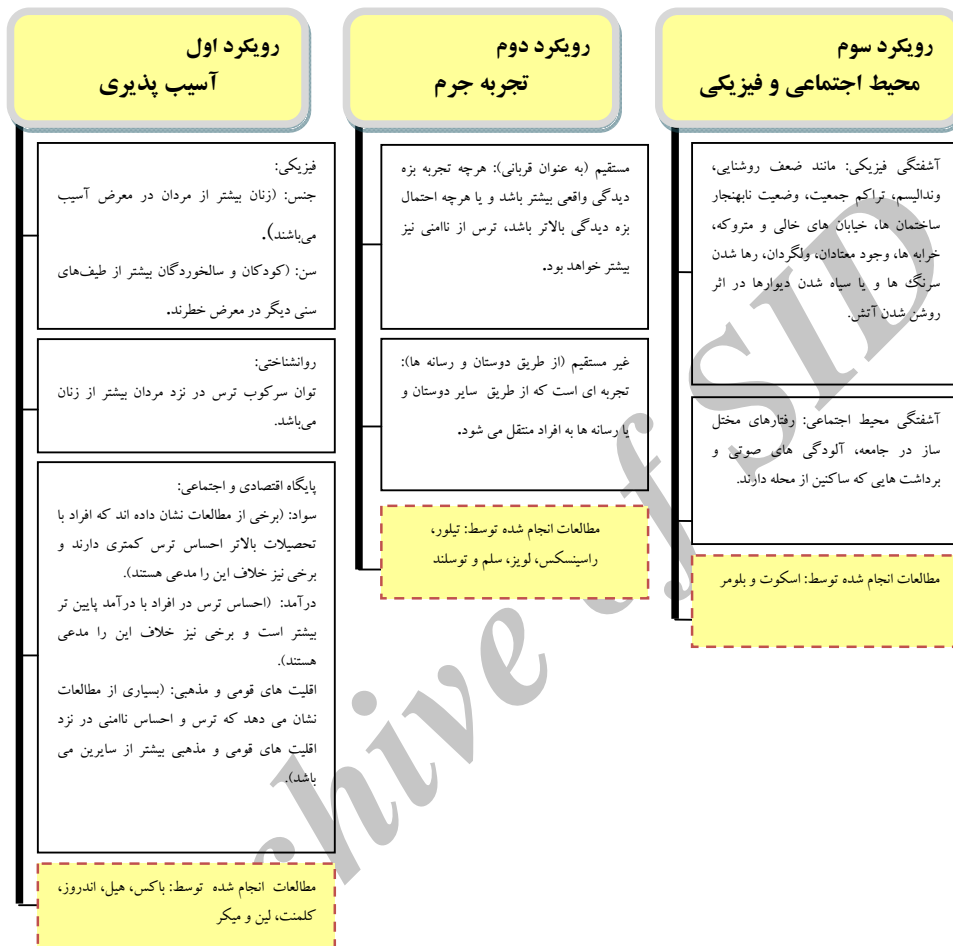 رویکرد اول
آسیب پذیری
فیزیکی:
جنس: (زنان بیشتر از مردان در معرض آسیب
می‌باشند).
سن: (کودکان و سالخوردگان بیشتر از طیف‌های
سنی دیگر در معرض خطرند.
روانشناختی:
توان سرکوب ترس در نزد مردان بیشتر از زنان
می‌باشد.
پایگاه اقتصادی و اجتماعی:
سواد: (برخی از مطالعات نشان داده اند که افراد با
تحصیلات بالاتر احساس ترس کمتری دارند و
برخی نیز خلاف این را مدعی هستند).
درآمد: (احساس ترس در افراد با درآمد پایین تر
بیشتر است و برخی نیز خلاف این را مدعی
هستند).
اقلیت های قومی و مذهبی: (بسیاری از مطالعات
نشان می دهد که ترس و احساس ناامنی در نزد
اقلیت های قومی و مذهبی بیشتر از سایرین می
باشد).
مطالعات انجام شده توسط: باکس، هیل، اندروز،
کلمنت، لین و میکر
رویکرد دوم
تجربه جرم
مستقیم (به عنوان قربانی): هرچه تجربه بزه
دیدگی واقعی بیشتر باشد و یا هرچه احتمال
بزه دیدگی بالاتر باشد، ترس از ناامنی نیز
بیشتر خواهد بود.
غیر مستقیم (از طریق دوستان و رسانه ها):
تجربه ای است که از طریق سایر دوستان و
یا رسانه ها به افراد منتقل می شود.
مطالعات انجام شده توسط: تیلور،
راسینسکس، لویز، سلم و توسلند
رویکرد سوم
محیط اجتماعی و فیزیکی
آشفتگی فیزیکی: مانند ضعف روشنایی،
وندالیسم، تراکم جمعیت، وضعیت نابهنجار
ساختمان ها، خیابان های خالی و متروکه،
خرابه ها، وجود معتادان، ولگردان، رها شدن
سرنگ ها و یا سیاه شدن دیوارها در اثر
روشن شدن آتش.
آشفتگی محیط اجتماعی: رفتارهای مختل
ساز در جامعه، آلودگی های صوتی و
برداشت هایی که ساکنین از محله دارند.
مطالعات انجام شده توسط: اسکوت و بلومر
chive of SID